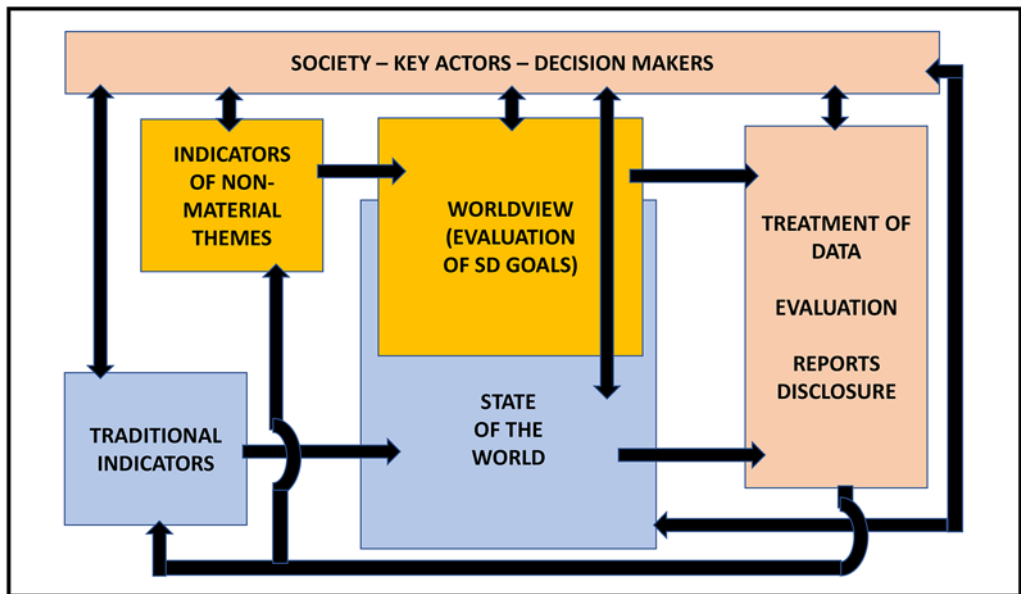 SOCIETY – KEY ACTORS – DECISION MAKERS
INDICATORS
OF NON-
MATERIAL
THEMES
WORLDVIEW
(EVALUATION
OF SD GOALS)
TREATMENT OF
DATA
EVALUATION
REPORTS
DISCLOSURE
TRADITIONAL
INDICATORS
STATE
OF THE
WORLD